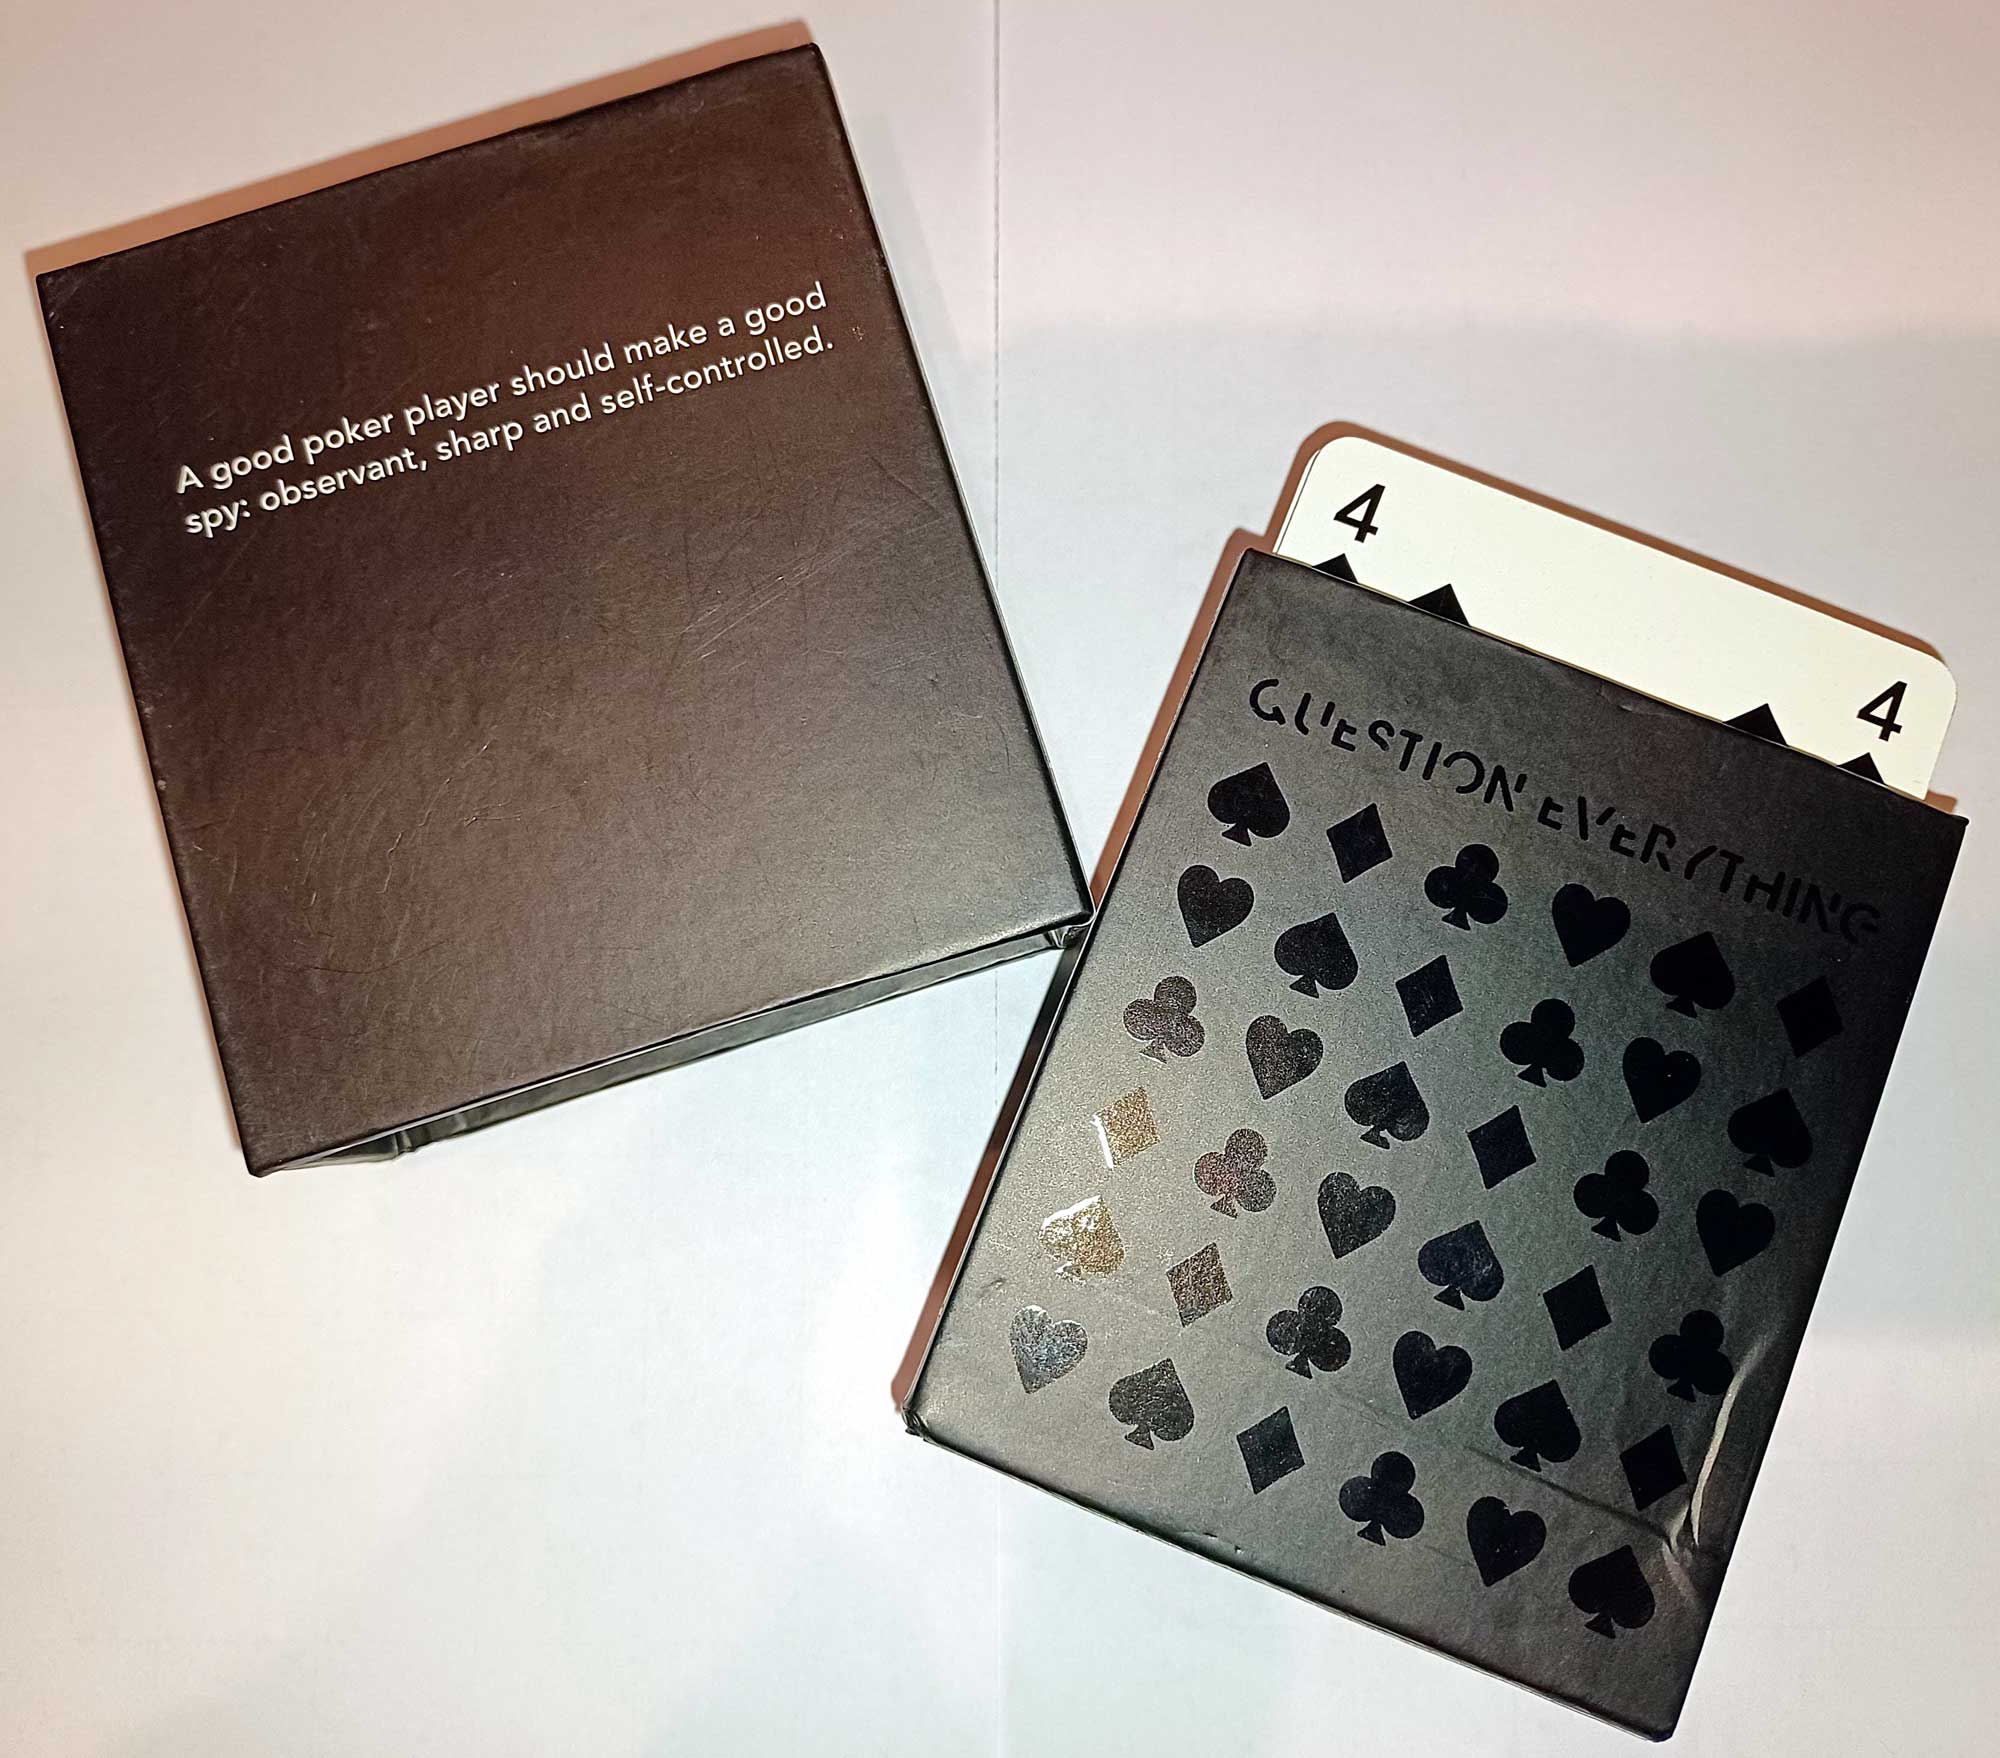 A good poker player should make a good
spy: observant, sharp and self-controlled.
4
4
QUESTION EVERYTHING